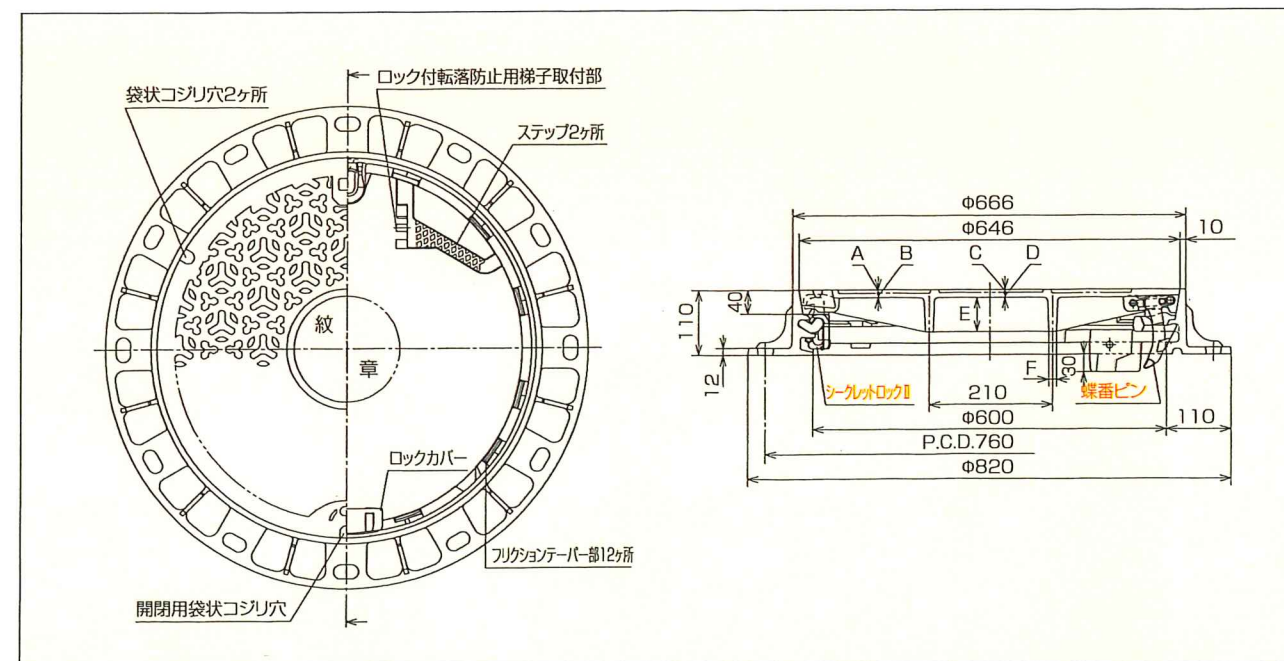 ロック付転落防止用梯子取付部
袋状コジリ穴2ヶ所
ステップ2ヶ所
紋
章
ロックカバー
フリクションテーパー部12ヶ所
開閉用袋状コジリ穴
Φ666
Φ646
10
A
B
C
D
110
40
E
12
F
30
シークレットロックⅡ
210
蝶番ピン
Φ600
110
P.C.D.760
Φ820